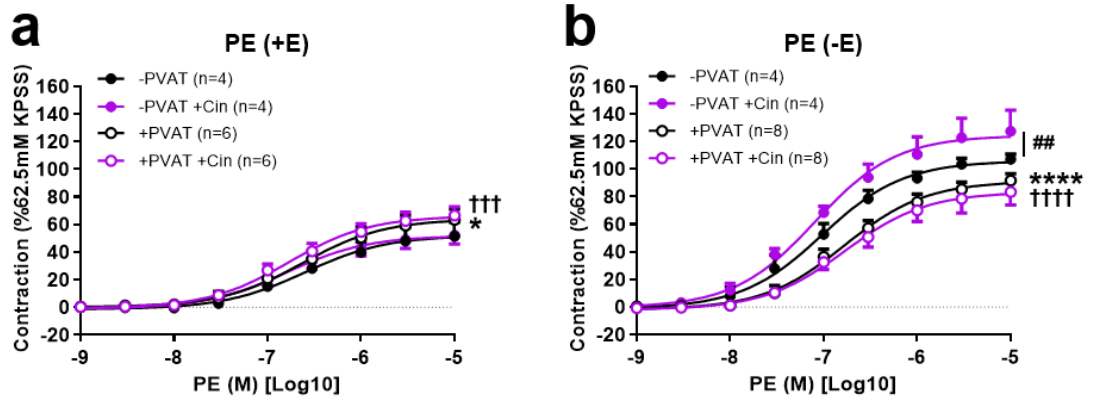 a
PE (+E)
-PVAT (n=4)
-PVAT +Cin (n=4)
+PVAT (n=6)
+PVAT +Cin (n=6)
Contraction (%62.5mM KPSS)
160
140
120
100
80
60
40
20
0
-20
†††
*
-9
-8
-7
-6
-5
PE (M) [Log10]
b
PE (-E)
-PVAT (n=4)
-PVAT +Cin (n=4)
+PVAT (n=8)
+PVAT +Cin (n=8)
Contraction (%62.5mM KPSS)
160
140
120
100
80
60
40
20
0
-20
##
****
††††
-9
-8
-7
-6
-5
PE (M) [Log10]